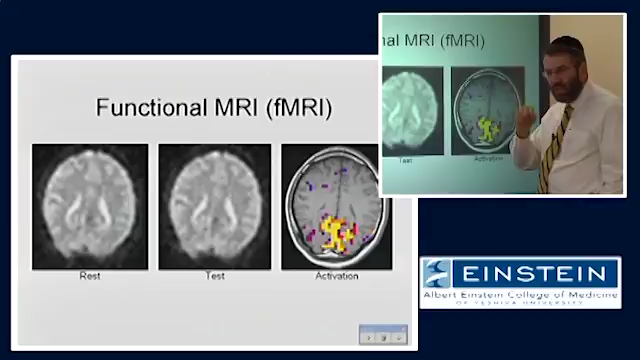 Functional MRI (fMRI)
Rest
Test
Activation
nal MRI (fMRI)
Test
Activation
EINSTEIN
Albert Einstein College of Medicine
OF YESHIVA UNIVERSITY